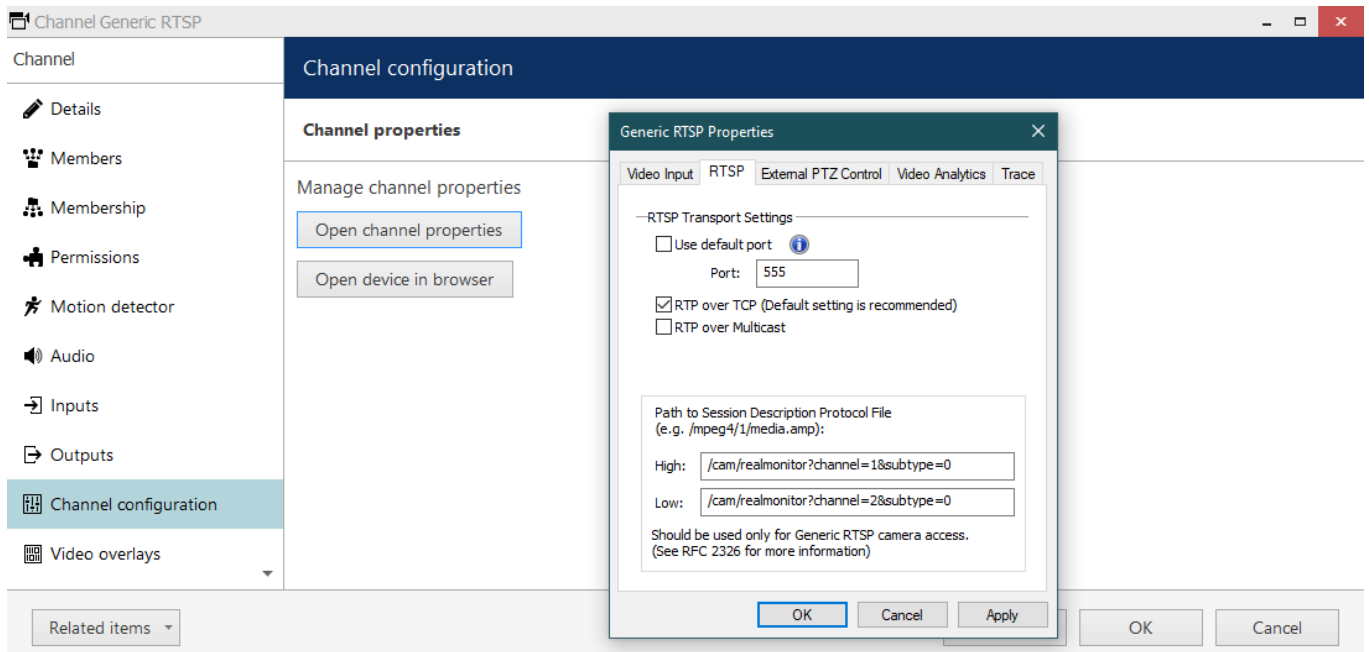 Channel Generic RTSP
Channel
Details
Members
Membership
Permissions
Motion detector
Audio
Inputs
Outputs
Channel configuration
Video overlays
Related items
Channel configuration
Channel properties
Manage channel properties
Open channel properties
Open device in browser
Generic RTSP Properties
Video Input RTSP External PTZ Control Video Analytics Trace
RTSP Transport Settings
Use default port
Port: 555
RTP over TCP (Default setting is recommended)
RTP over Multicast
Path to Session Description Protocol File
(e.g. /mpeg4/1/media.amp):
High: /cam/realmonitor?channel=1&subtype=0
Low: /cam/realmonitor?channel=2&subtype=0
Should be used only for Generic RTSP camera access.
(See RFC 2326 for more information)
OK Cancel Apply
OK Cancel